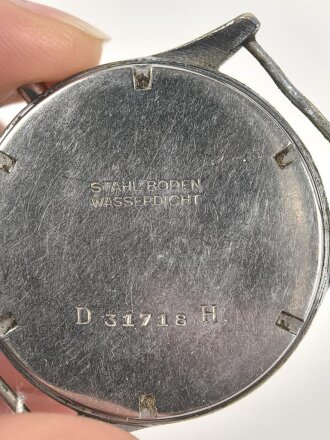 STAHLBODEN
WASSERDICHT
D 31718 H